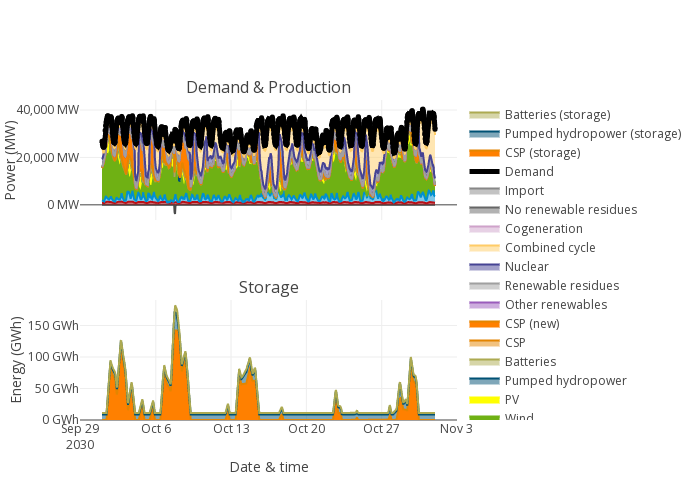 Demand & Production
40,000 MW
20,000 MW
0 MW
Power (MW)
Batteries (storage)
Pumped hydropower (storage)
CSP (storage)
Demand
Import
No renewable residues
Cogeneration
Combined cycle
Nuclear
Renewable residues
Other renewables
CSP (new)
CSP
Batteries
Pumped hydropower
PV
Wind
Storage
150 GWh
100 GWh
50 GWh
0 GWh
Energy (GWh)
Sep 29 Oct 6 Oct 13 Oct 20 Oct 27 Nov 3
2030
Date & time